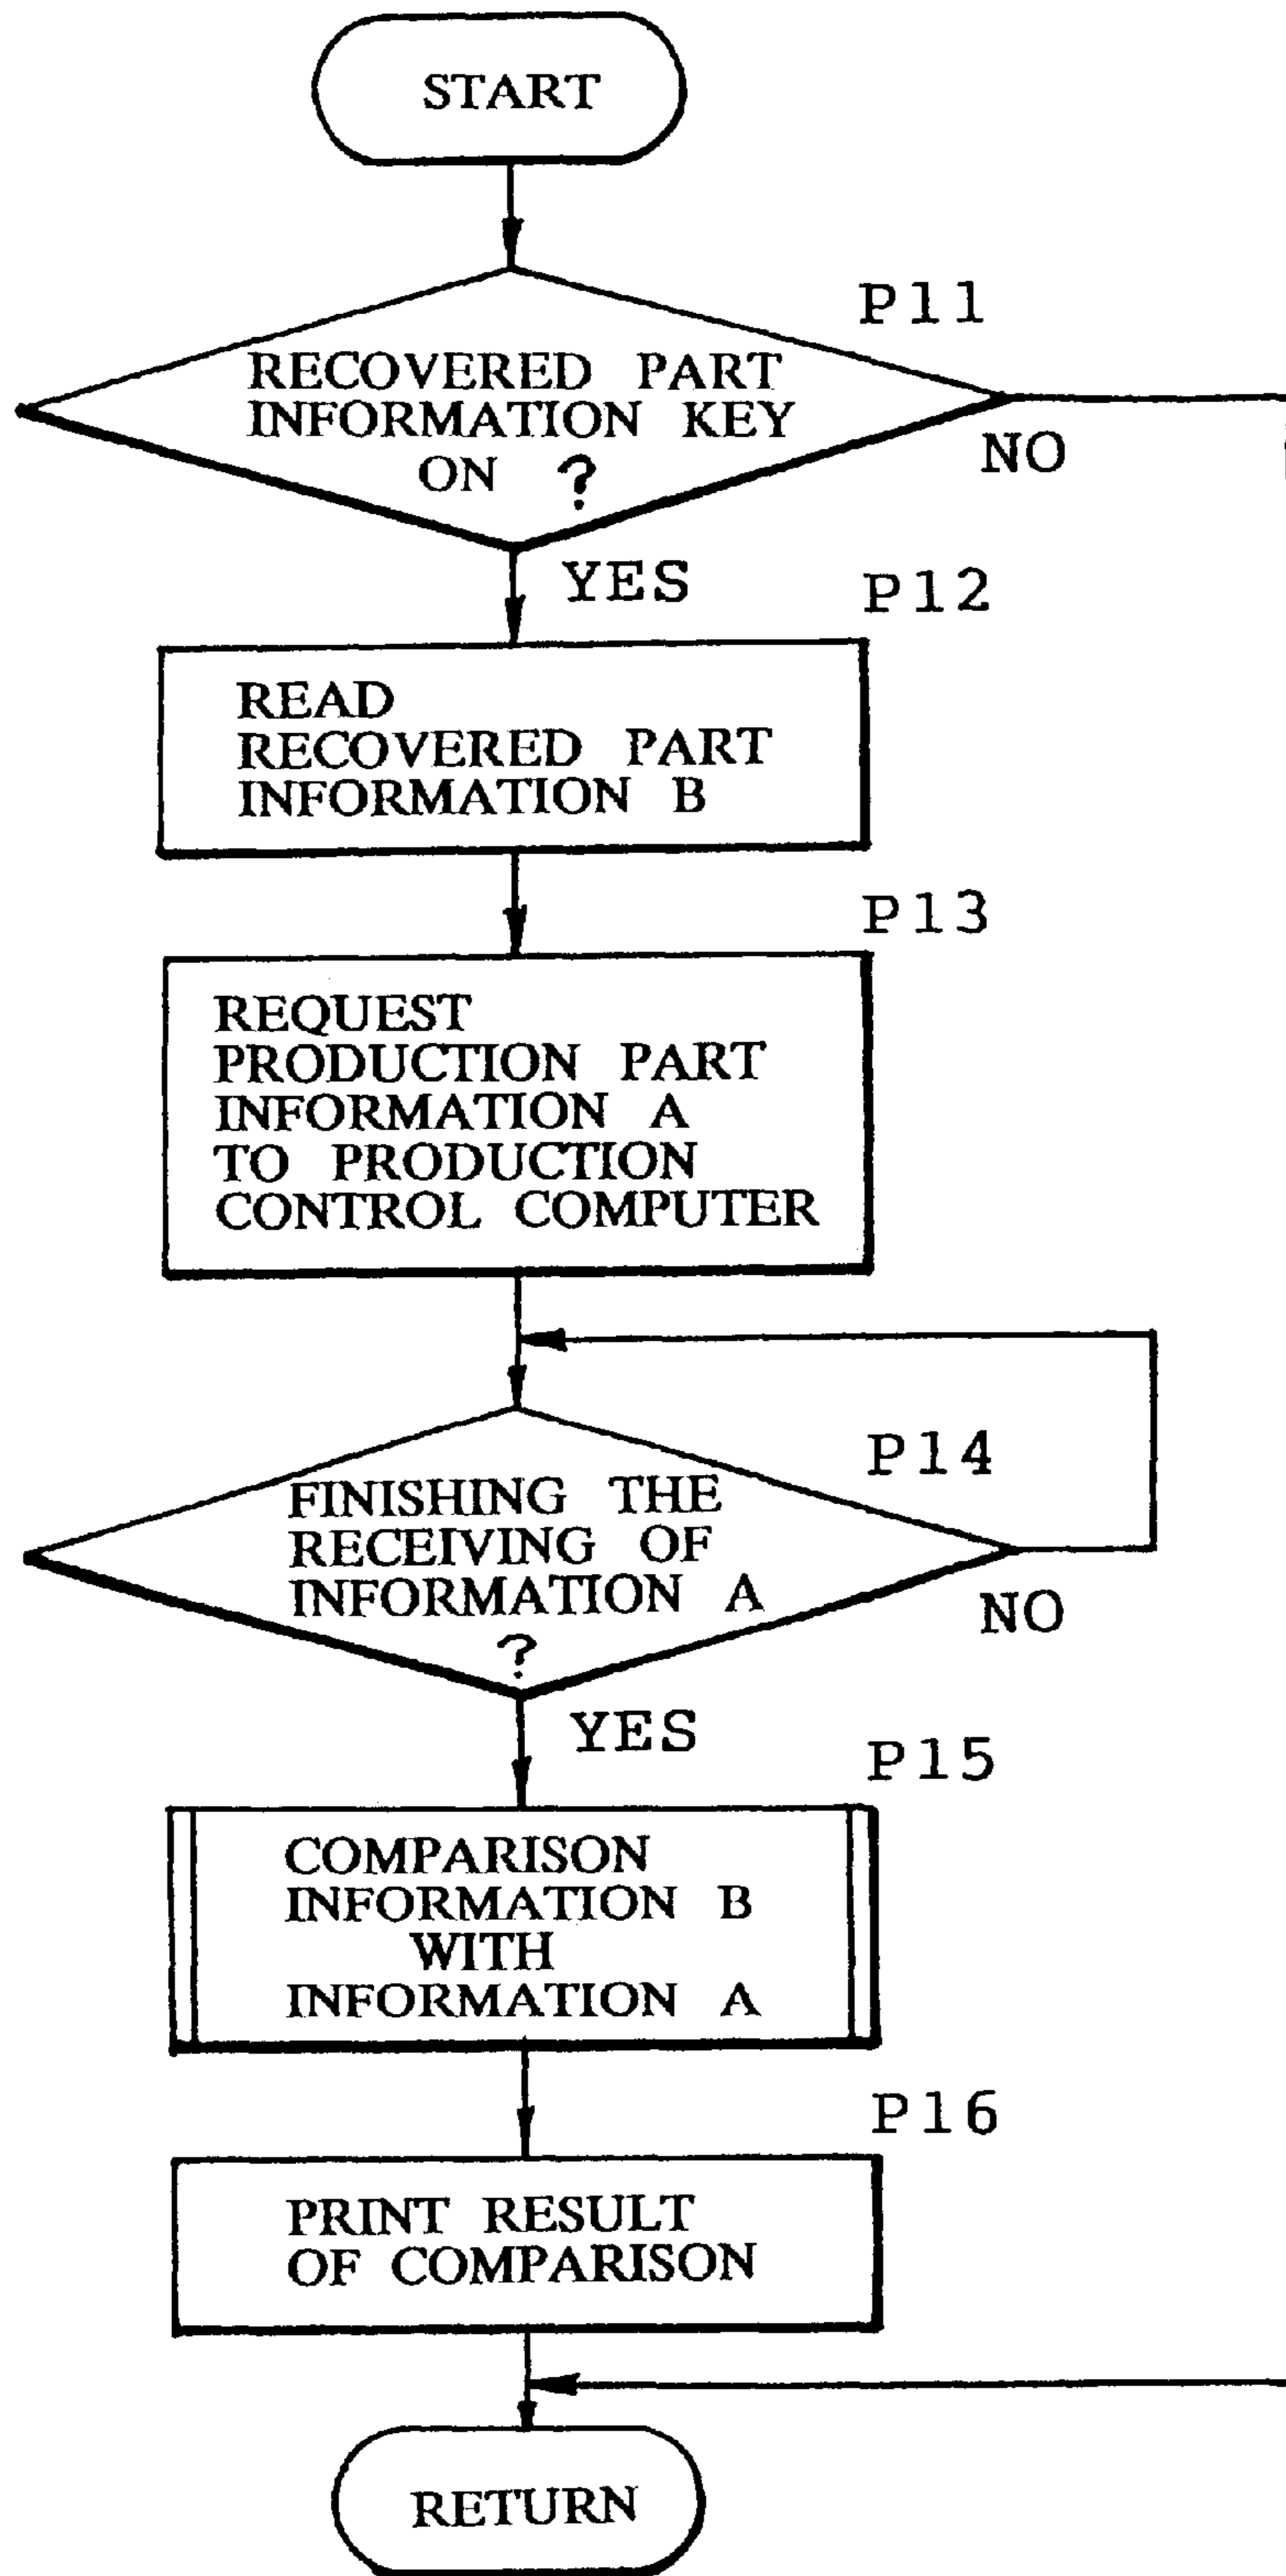 START
P11
RECOVERED PART
INFORMATION KEY
ON ?
NO
YES
P12
READ
RECOVERED PART
INFORMATION B
P13
REQUEST
PRODUCTION PART
INFORMATION A
TO PRODUCTION
CONTROL COMPUTER
P14
FINISHING THE
RECEIVING OF
INFORMATION A
?
NO
YES
P15
COMPARISON
INFORMATION B
WITH
INFORMATION A
P16
PRINT RESULT
OF COMPARISON
RETURN